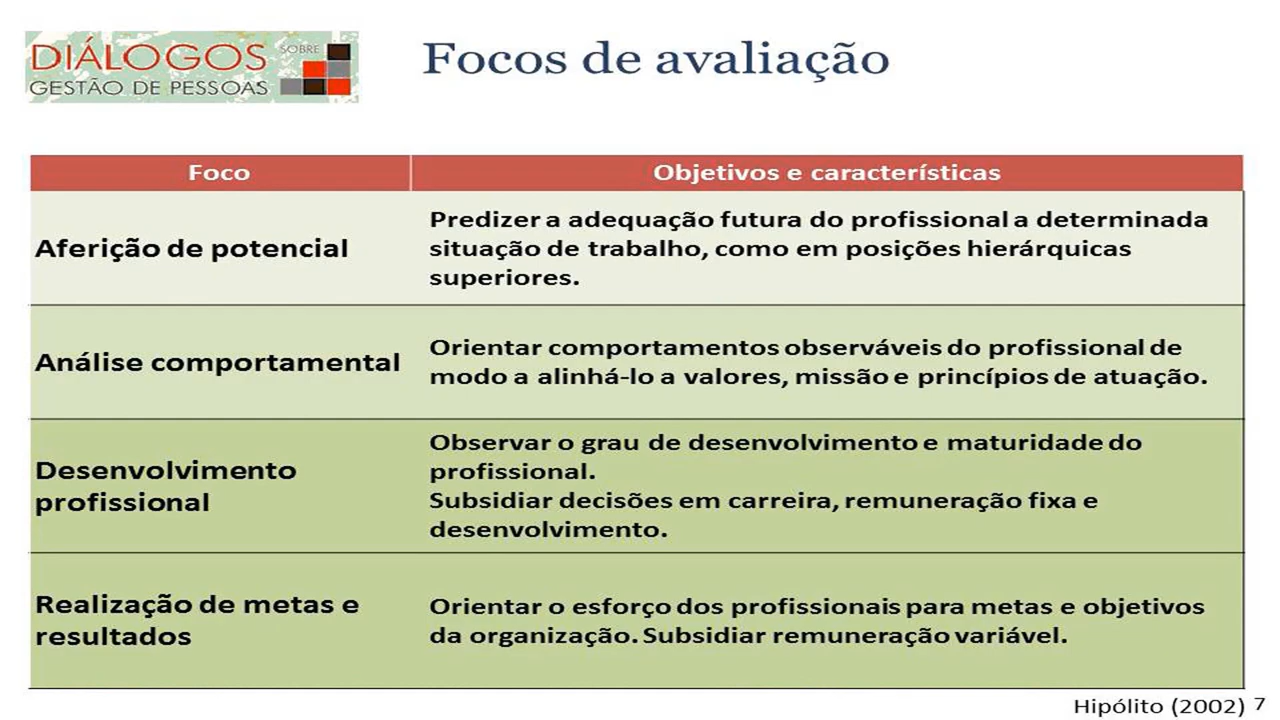 DIÁLOGOS SOBRE
GESTÃO DE PESSOAS
Focos de avaliação
Foco
Objetivos e características
Aferição de potencial
Predizer a adequação futura do profissional a determinada
situação de trabalho, como em posições hierárquicas
superiores.
Análise comportamental
Orientar comportamentos observáveis do profissional de
modo a alinhá-lo a valores, missão e princípios de atuação.
Desenvolvimento
profissional
Observar o grau de desenvolvimento e maturidade do
profissional.
Subsidiar decisões em carreira, remuneração fixa e
desenvolvimento.
Realização de metas e
resultados
Orientar o esforço dos profissionais para metas e objetivos
da organização. Subsidiar remuneração variável.
Hipólito (2002) 7